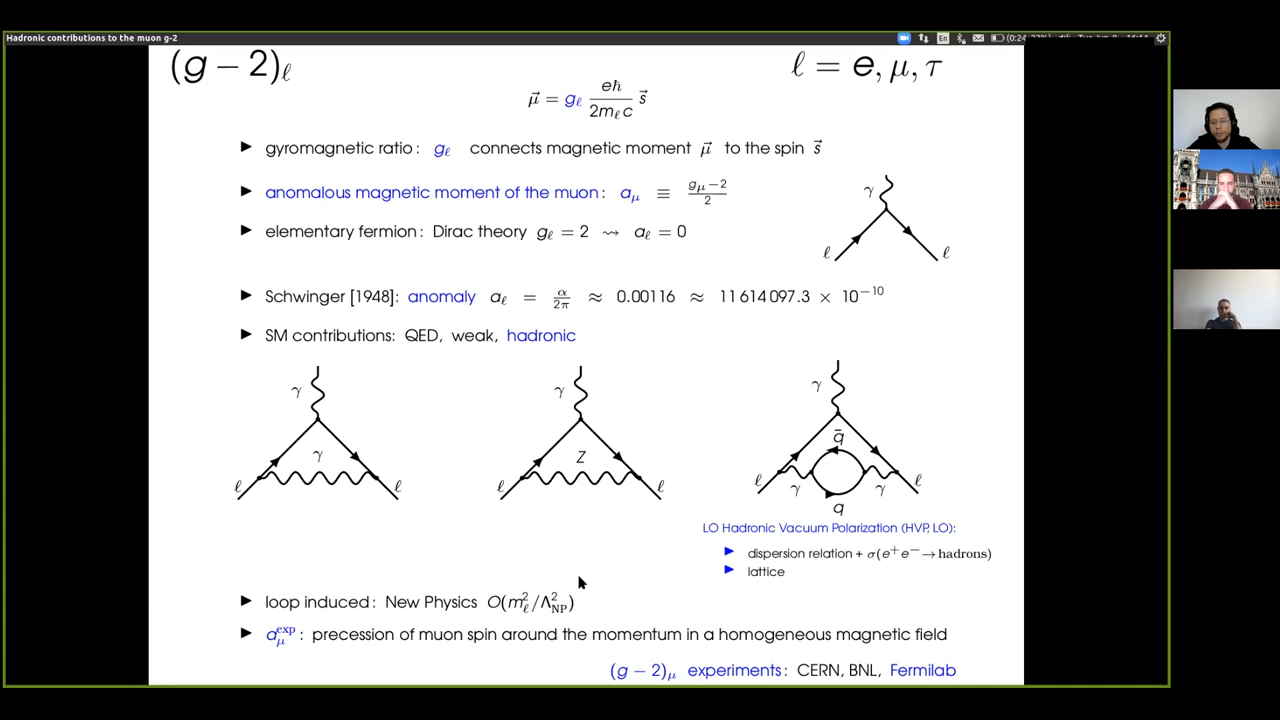 Hadronic contributions to the muon g-2
En
(g − 2)ℓ
ℓ = e, μ, τ
μ⃗ = gℓ eħ/2mℓc s⃗
▶ gyromagnetic ratio : gℓ connects magnetic moment μ⃗ to the spin s⃗
▶ anomalous magnetic moment of the muon : aμ ≡ gμ−2/2
γ
▶ elementary fermion : Dirac theory gℓ = 2 ⇝ aℓ = 0
ℓ ℓ
▶ Schwinger [1948]: anomaly aℓ = α/2π ≈ 0.00116 ≈ 11 614 097.3 × 10−10
▶ SM contributions: QED, weak, hadronic
γ γ γ
q̄
γ Z
ℓ ℓ ℓ ℓ ℓ γ γ ℓ
q
LO Hadronic Vacuum Polarization (HVP, LO):
▶ dispersion relation + σ(e+e− → hadrons)
▶ lattice
▶ loop induced : New Physics O(mℓ²/Λ²NP)
▶ aμexp : precession of muon spin around the momentum in a homogeneous magnetic field
(g − 2)μ experiments : CERN, BNL, Fermilab